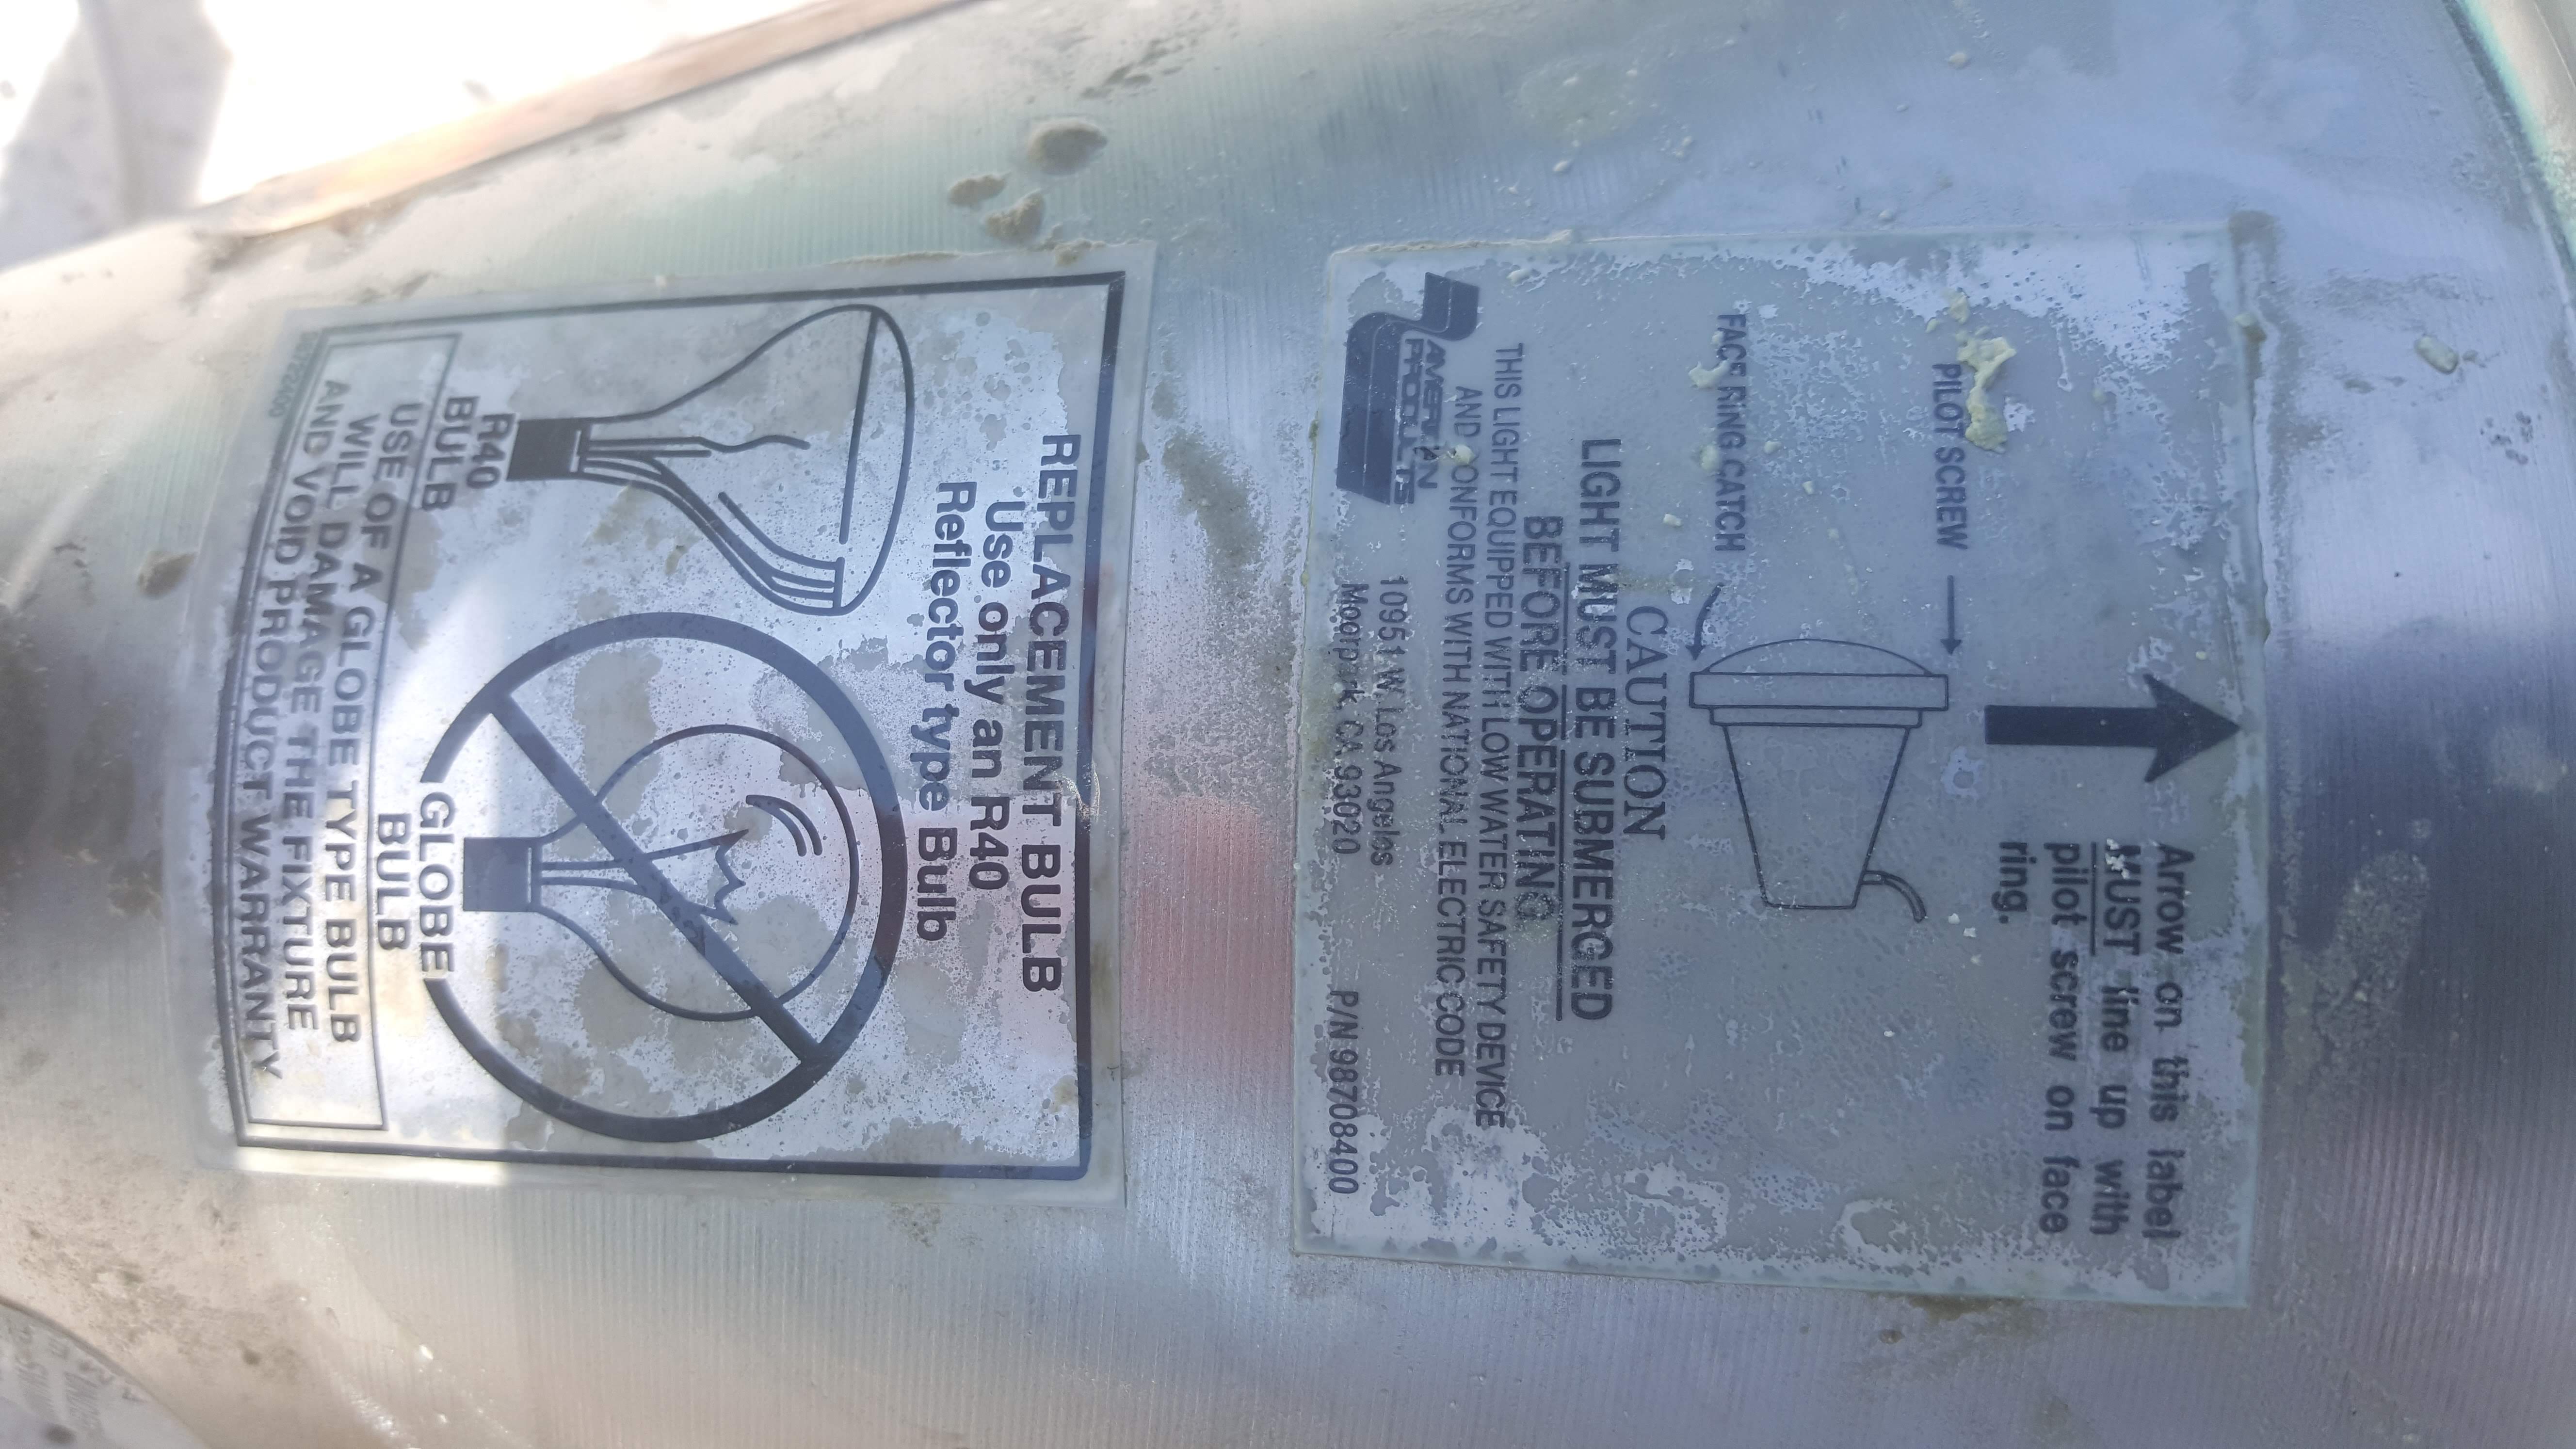 Arrow on this label
MUST line up with
pilot screw on face
ring.
PILOT SCREW
FACE RING CATCH
CAUTION
LIGHT MUST BE SUBMERGED
BEFORE OPERATING
THIS LIGHT EQUIPPED WITH LOW WATER SAFETY DEVICE
AND CONFORMS WITH NATIONAL ELECTRIC CODE
AMERICAN
PRODUCTS
10951 W. Los Angeles
Moorpark, CA 93020
P/N 98708400
REPLACEMENT BULB
Use only an R40
Reflector type Bulb
R40
BULB
GLOBE
BULB
USE OF A GLOBE TYPE BULB
WILL DAMAGE THE FIXTURE
AND VOID PRODUCT WARRANTY